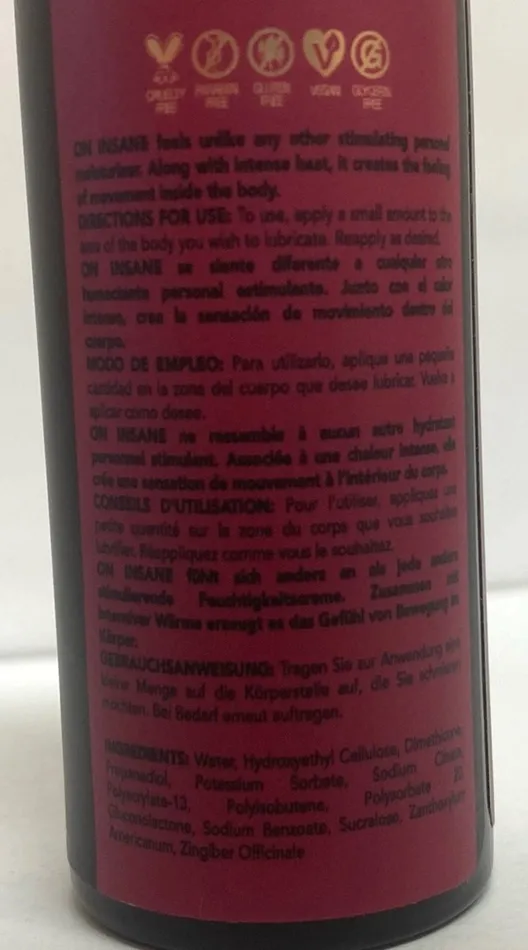 CRUELTY FREE
PARABEN FREE
GLUTEN FREE
VEGAN
GLYCERIN FREE
ON INSANE feels unlike any other stimulating personal
moisturizer. Along with intense heat, it creates the feeling
of movement inside the body.
DIRECTIONS FOR USE: To use, apply a small amount to the
area of the body you wish to lubricate. Reapply as desired.
ON INSANE se siente diferente a cualquier otro
humectante personal estimulante. Junto con el calor
intenso, crea la sensación de movimiento dentro del
cuerpo.
MODO DE EMPLEO: Para utilizarlo, aplique una pequeña
cantidad en la zona del cuerpo que desee lubricar. Vuelva a
aplicar como desee.
ON INSANE ne ressemble à aucun autre hydratant
personnel stimulant. Associée à une chaleur intense, elle
crée une sensation de mouvement à l'intérieur du corps.
CONSEILS D'UTILISATION: Pour l'utiliser, appliquez une
petite quantité sur la zone du corps que vous souhaitez
lubrifier. Réappliquez comme vous le souhaitez.
ON INSANE fühlt sich anders an als jede andere
stimulierende Feuchtigkeitscreme. Zusammen mit
intensiver Wärme erzeugt es das Gefühl von Bewegung im
Körper.
GEBRAUCHSANWEISUNG: Tragen Sie zur Anwendung eine
kleine Menge auf die Körperstelle auf, die Sie schmieren
möchten. Bei Bedarf erneut auftragen.
INGREDIENTS: Water, Hydroxyethyl Cellulose, Dimethicone,
Propanediol, Potassium Sorbate, Sodium Citrate,
Polyacrylate-13, Polyisobutene, Polysorbate 20,
Gluconolactone, Sodium Benzoate, Sucralose, Zanthoxylum
Americanum, Zingiber Officinale